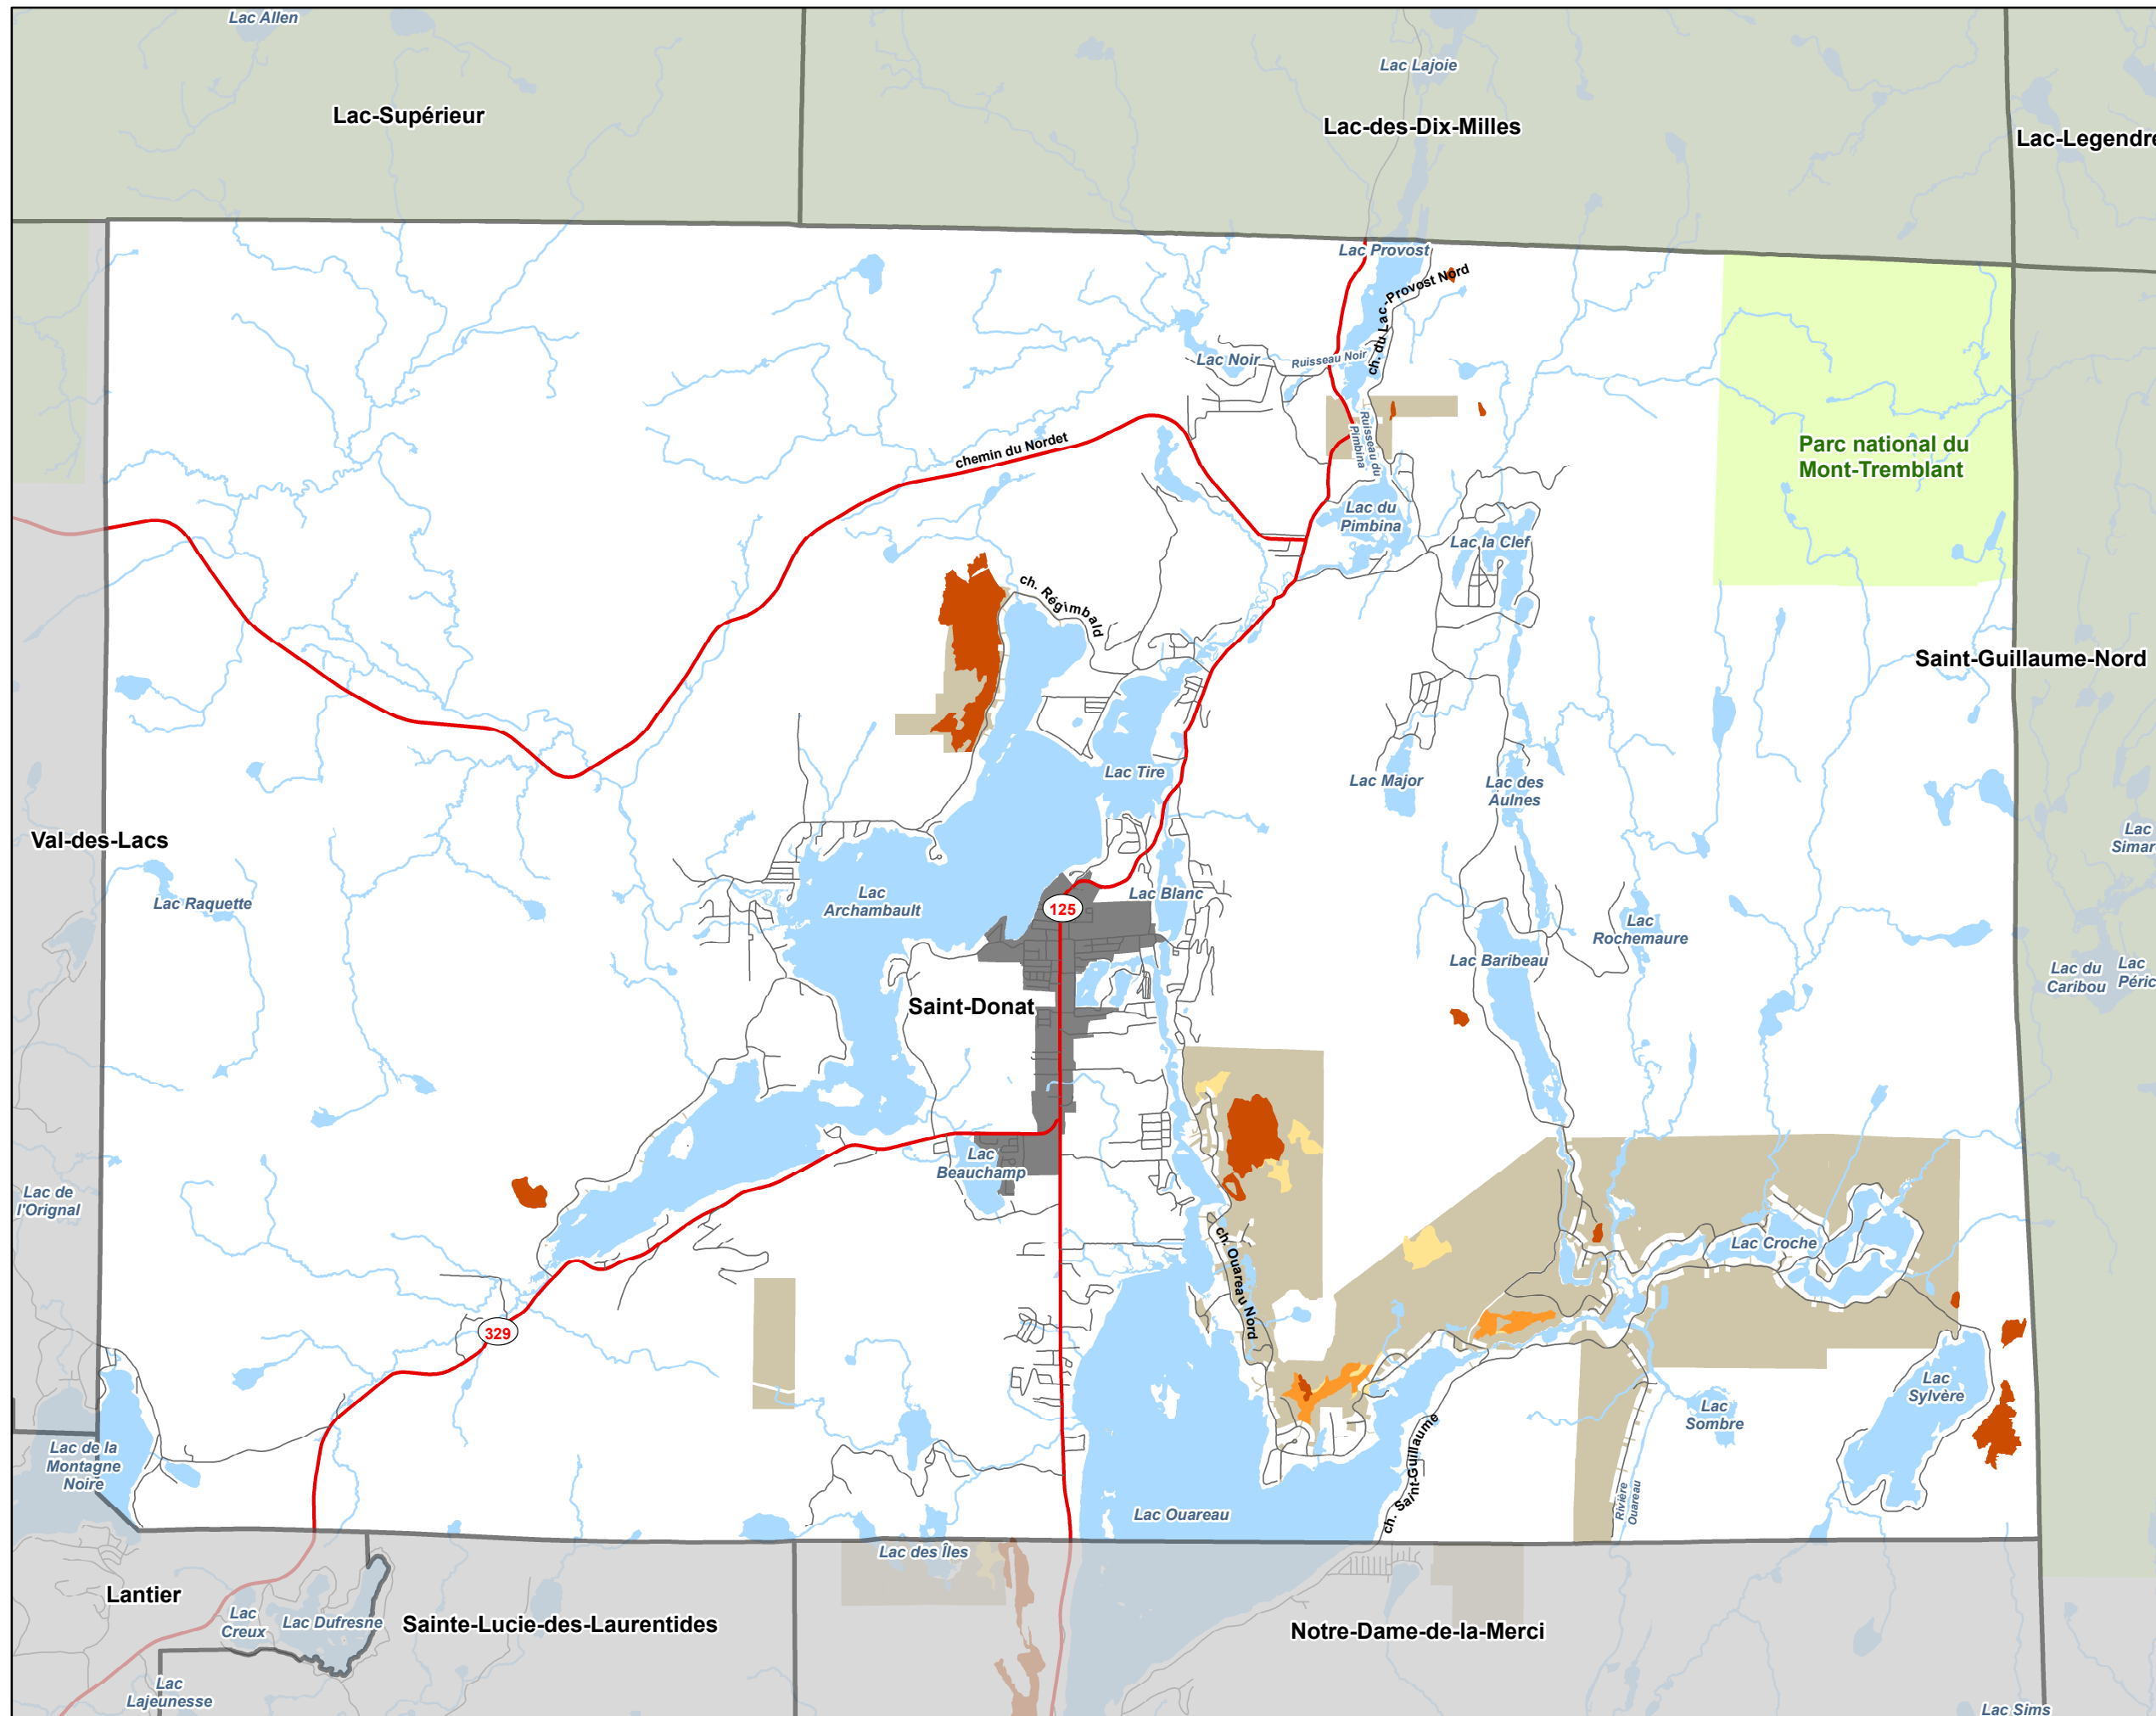 Lac Allen
Lac Lajoie
Lac-Supérieur
Lac-des-Dix-Milles
Lac-Legendre
Lac Provost
ch. du Lac-Provost Nord
Lac Noir
Ruisseau Noir
Ruisseau du
Pimbina
chemin du Nordet
Parc national du
Mont-Tremblant
Lac du
Pimbina
Lac la Clef
ch. Régimbald
Saint-Guillaume-Nord
Lac Tire
Lac Major
Lac des
Aulnes
Val-des-Lacs
Lac
Simar
Lac Raquette
Lac
Archambault
125
Lac Blanc
Lac
Rochemaure
Lac Baribeau
Lac du
Caribou
Lac
Péric
Saint-Donat
Lac
Beauchamp
Lac de
l'Orignal
ch. Ouareau Nord
Lac Croche
329
Lac
Sylvère
Lac
Sombre
Lac de la
Montagne
Noire
ch. Saint-Guillaume
Rivière
Ouareau
Lac Ouareau
Lac des Îles
Lantier
Lac
Creux
Lac Dufresne
Sainte-Lucie-des-Laurentides
Notre-Dame-de-la-Merci
Lac
Lajeunesse
Lac Sims